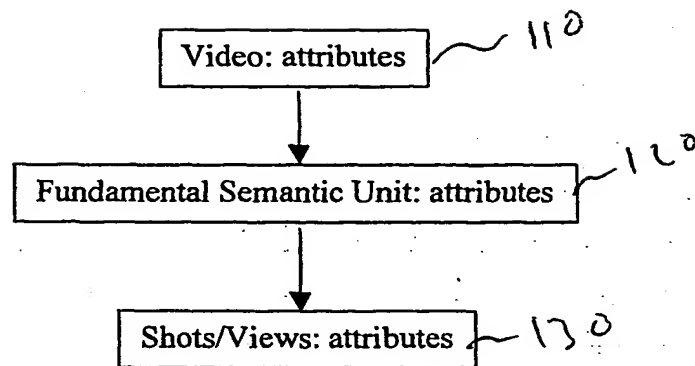 Video: attributes
110
Fundamental Semantic Unit: attributes
120
Shots/Views: attributes
130